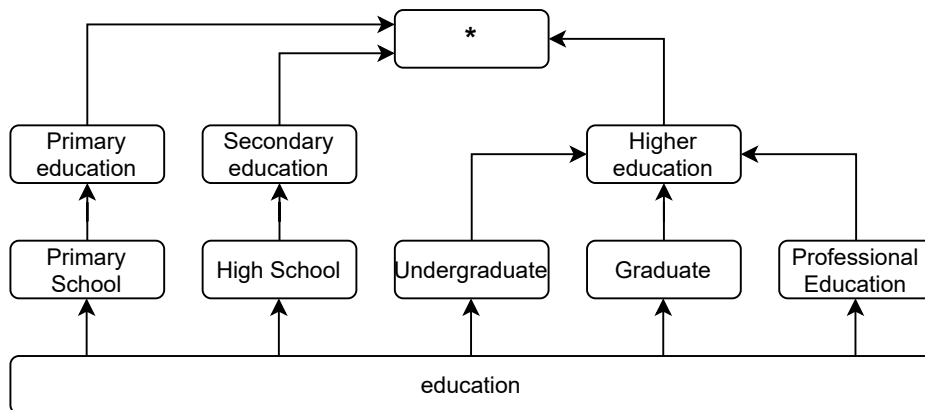 *
Primary
education
Secondary
education
Higher
education
Primary
School
High School
Undergraduate
Graduate
Professional
Education
education